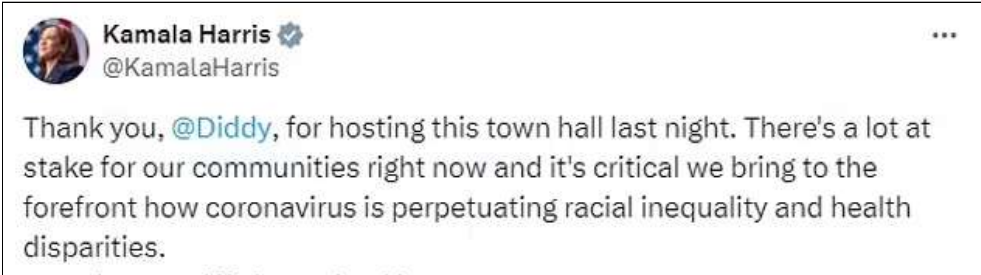 Kamala Harris
@KamalaHarris
Thank you, @Diddy, for hosting this town hall last night. There's a lot at
stake for our communities right now and it's critical we bring to the
forefront how coronavirus is perpetuating racial inequality and health
disparities.